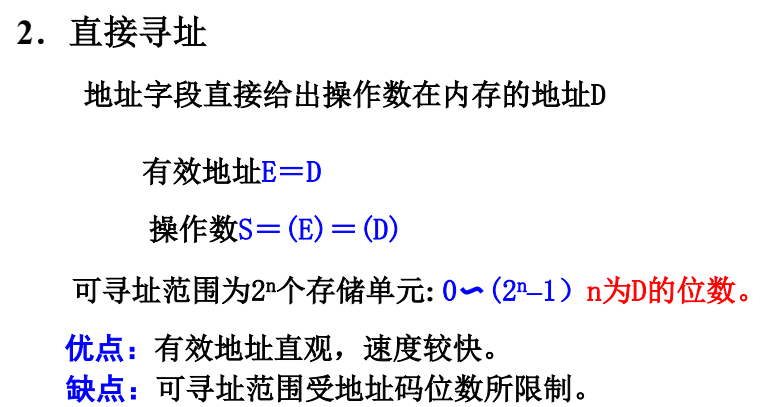 2. 直接寻址
地址字段直接给出操作数在内存的地址D
有效地址E＝D
操作数S＝(E)＝(D)
可寻址范围为2ⁿ个存储单元: 0～(2ⁿ–1） n为D的位数。
优点：有效地址直观，速度较快。
缺点：可寻址范围受地址码位数所限制。